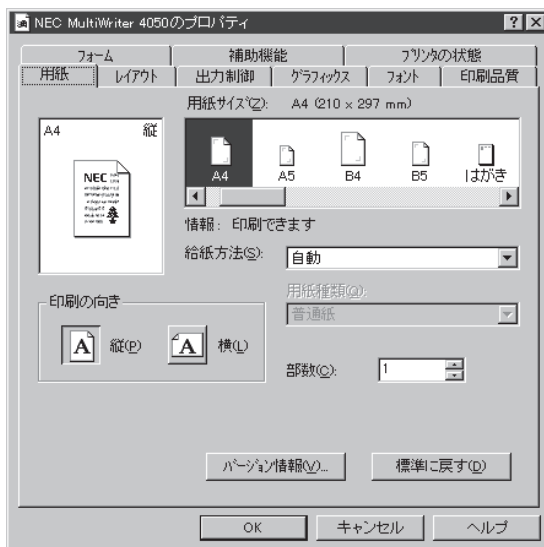 NEC MultiWriter 4050のプロパティ
フォーム 補助機能 プリンタの状態
用紙 レイアウト 出力制御 グラフィックス フォント 印刷品質
用紙サイズ(Z): A4 (210 × 297 mm)
A4 縦
NEC
A4 A5 B4 B5 はがき
情報: 印刷できます
給紙方法(S): 自動
用紙種類(O):
普通紙
印刷の向き
A 縦(P) A 横(L)
部数(C): 1
バージョン情報(V)... 標準に戻す(D)
OK キャンセル ヘルプ